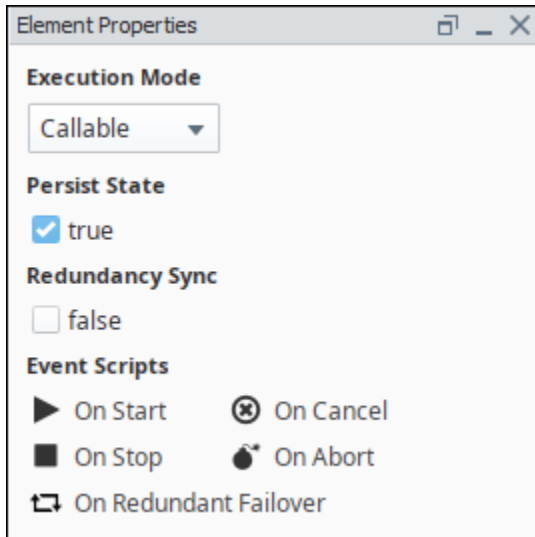 Element Properties
Execution Mode
Callable
Persist State
true
Redundancy Sync
false
Event Scripts
On Start On Cancel
On Stop On Abort
On Redundant Failover